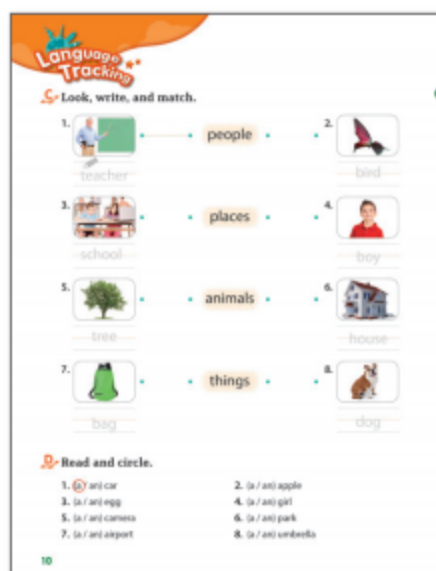 Language
Tracking
C Look, write, and match.
1. people 2.
teacher bird
3. places 4.
school boy
5. animals 6.
tree house
7. things 8.
bag dog
D Read and circle.
1. (a / an) car 2. (a / an) apple
3. (a / an) egg 4. (a / an) girl
5. (a / an) camera 6. (a / an) park
7. (a / an) airport 8. (a / an) umbrella
10